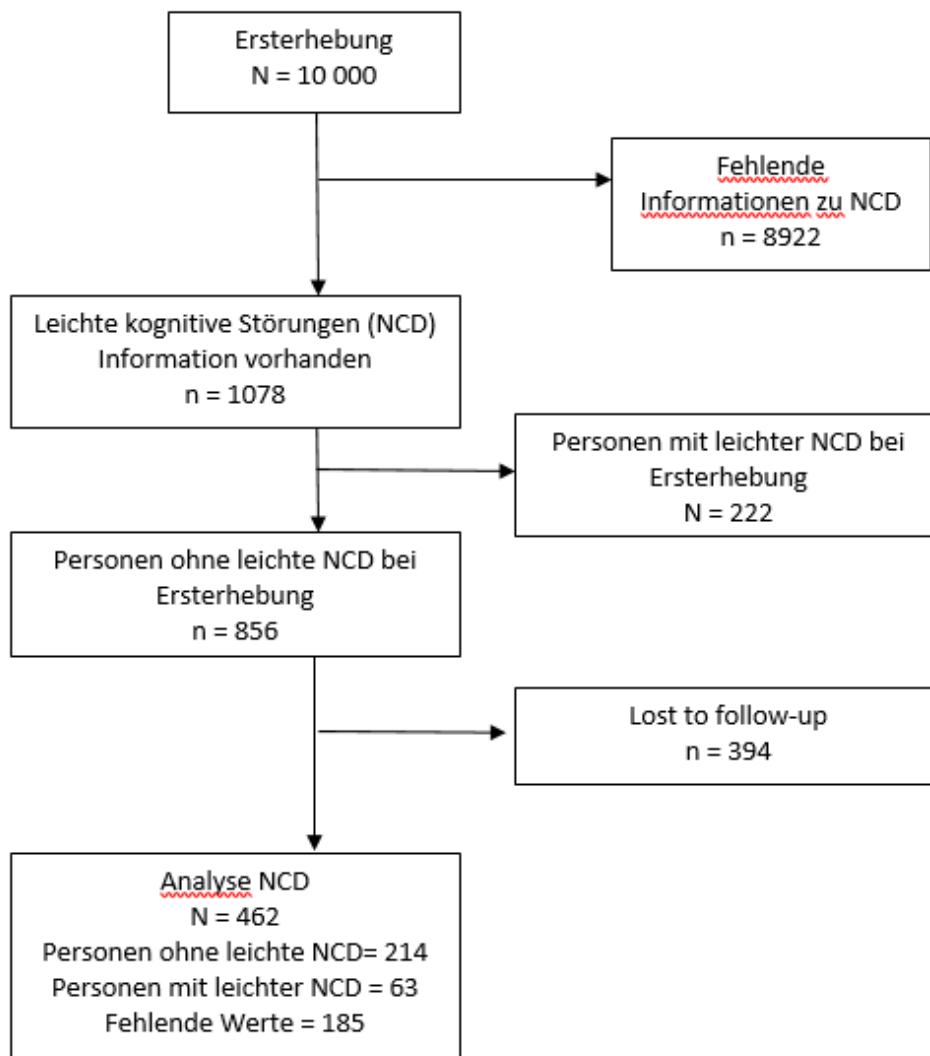 Ersterhebung
N = 10 000
Fehlende
Informationen zu NCD
n = 8922
Leichte kognitive Störungen (NCD)
Information vorhanden
n = 1078
Personen mit leichter NCD bei
Ersterhebung
N = 222
Personen ohne leichte NCD bei
Ersterhebung
n = 856
Lost to follow-up
n = 394
Analyse NCD
N = 462
Personen ohne leichte NCD= 214
Personen mit leichter NCD = 63
Fehlende Werte = 185